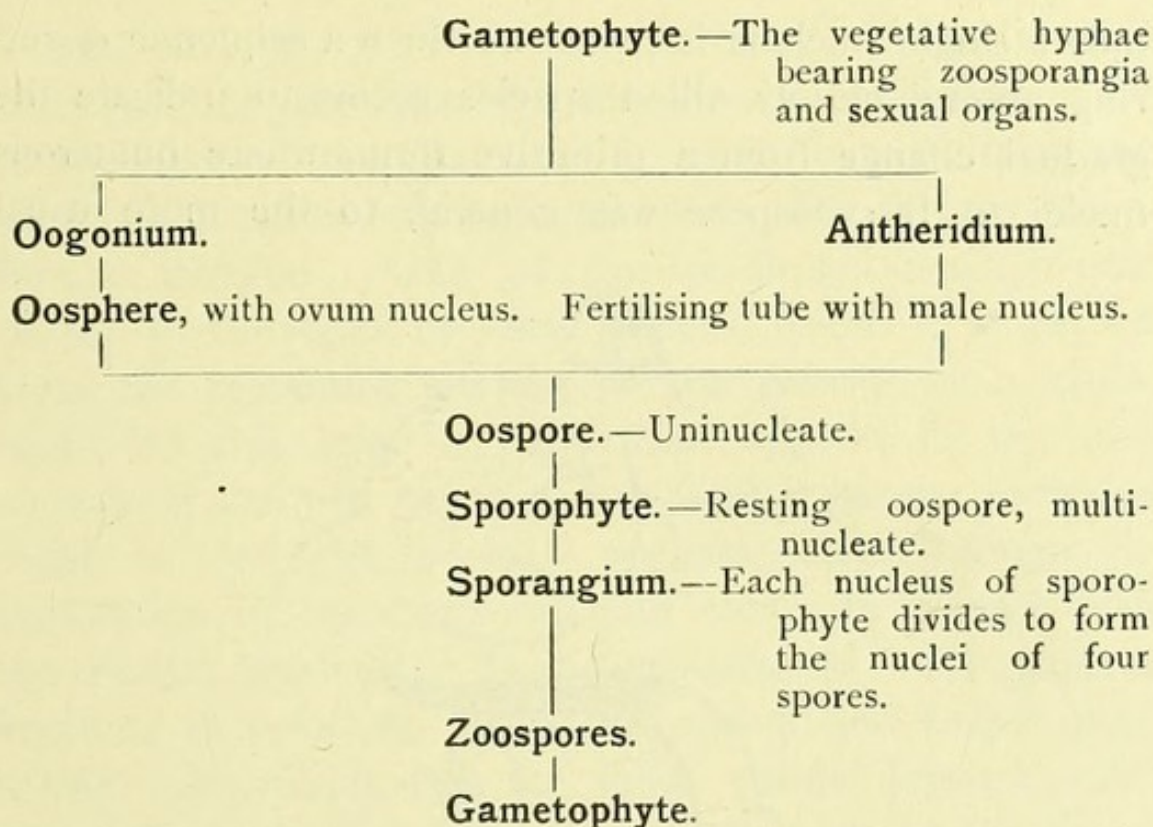 Gametophyte.—The vegetative hyphae
bearing zoosporangia
and sexual organs.
Oogonium. Antheridium.
Oosphere, with ovum nucleus. Fertilising tube with male nucleus.
Oospore.—Uninucleate.
Sporophyte.—Resting oospore, multi-
nucleate.
Sporangium.—Each nucleus of sporo-
phyte divides to form
the nuclei of four
spores.
Zoospores.
Gametophyte.